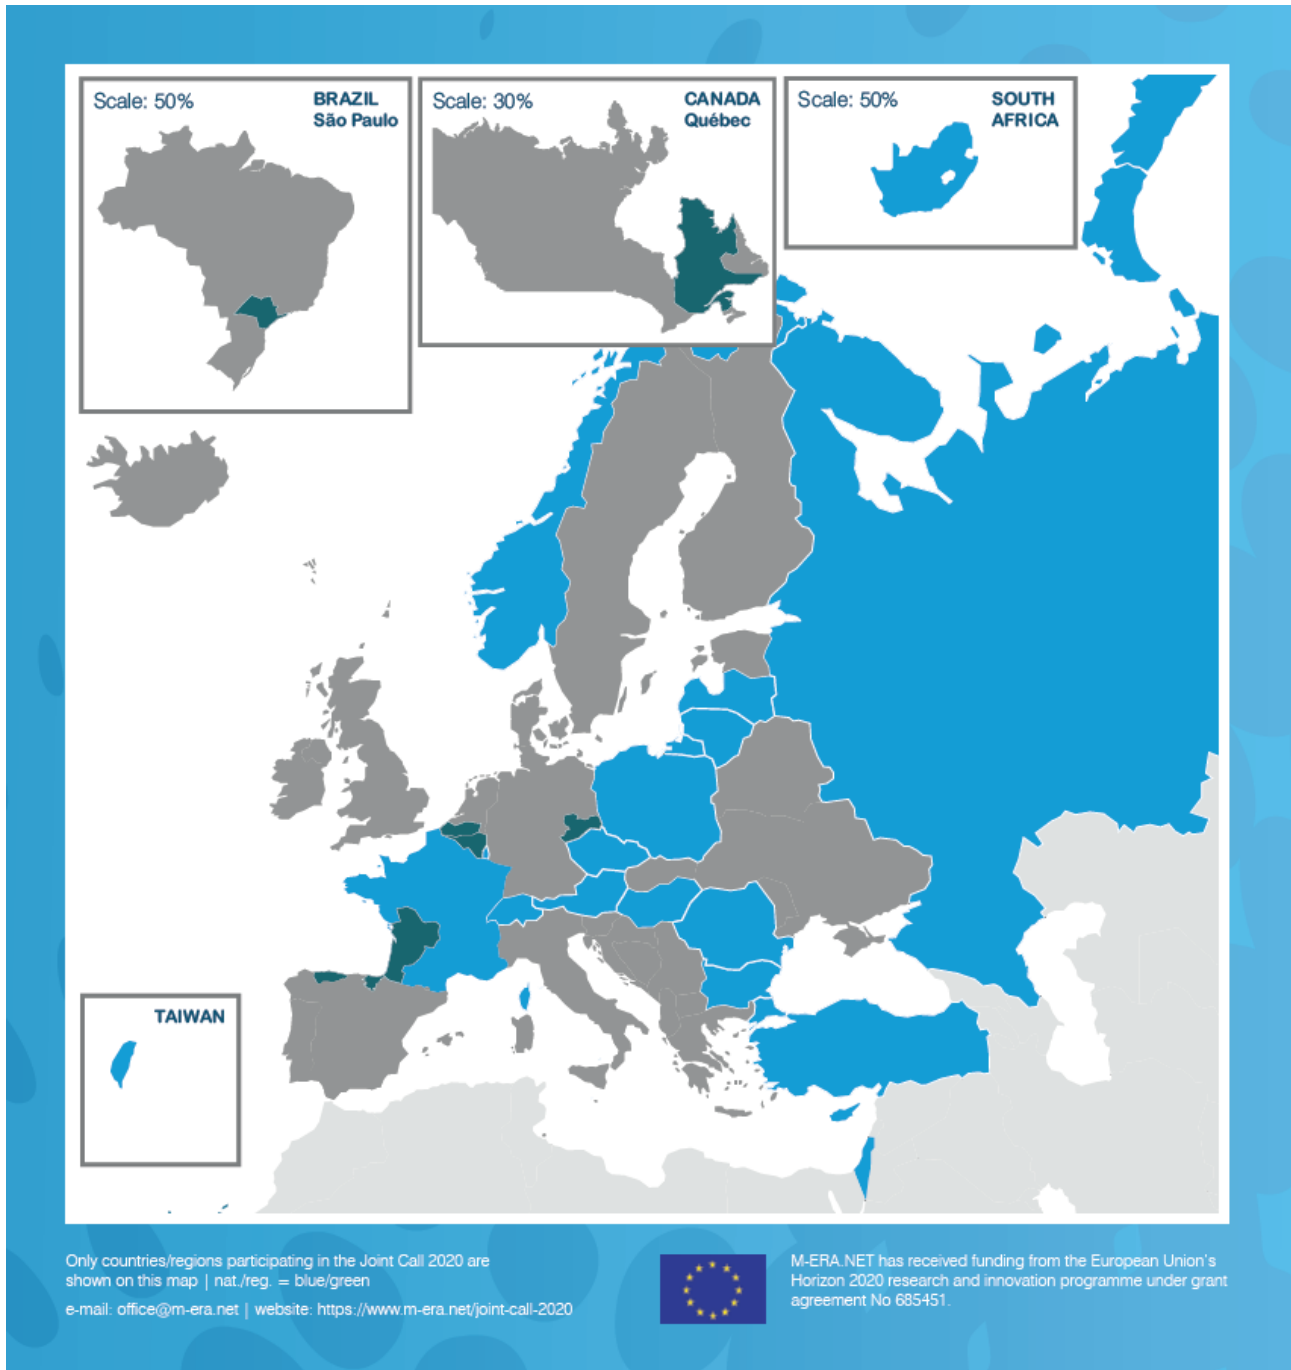 Scale: 50%
BRAZIL
São Paulo
Scale: 30%
CANADA
Québec
Scale: 50%
SOUTH
AFRICA
TAIWAN
Only countries/regions participating in the Joint Call 2020 are
shown on this map | nat./reg. = blue/green
e-mail: office@m-era.net | website: https://www.m-era.net/joint-call-2020
M-ERA.NET has received funding from the European Union's
Horizon 2020 research and innovation programme under grant
agreement No 685451.